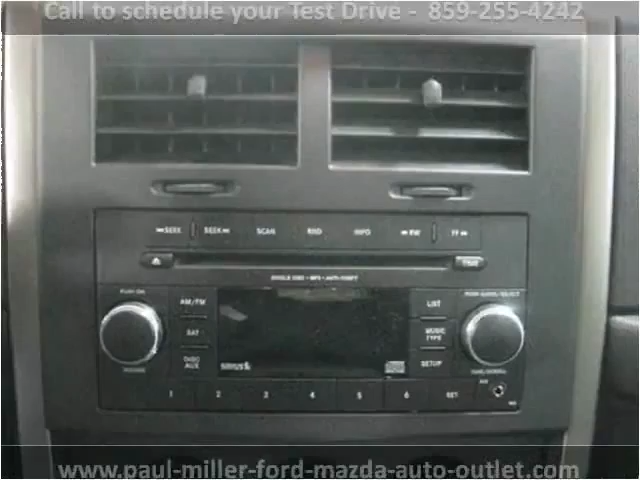 Call to schedule your Test Drive - 859-255-4242
SEEK SEEK SCAN RND INFO RW FF
SINGLE DISC • MP3 • ANTI-THEFT
PUSH ON
AM/FM
SAT
DISC
AUX
SIRIUS
LIST
MUSIC
TYPE
SETUP
1 2 3 4 5 6 SET
www.paul-miller-ford-mazda-auto-outlet.com